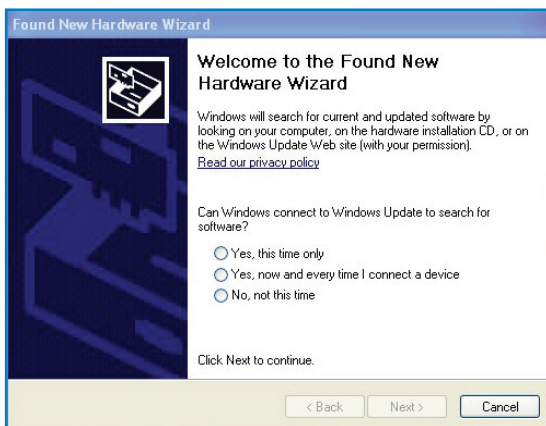 Found New Hardware Wizard
Welcome to the Found New
Hardware Wizard
Windows will search for current and updated software by
looking on your computer, on the hardware installation CD, or on
the Windows Update Web site (with your permission).
Read our privacy policy
Can Windows connect to Windows Update to search for
software?
Yes, this time only
Yes, now and every time I connect a device
No, not this time
Click Next to continue.
< Back Next > Cancel